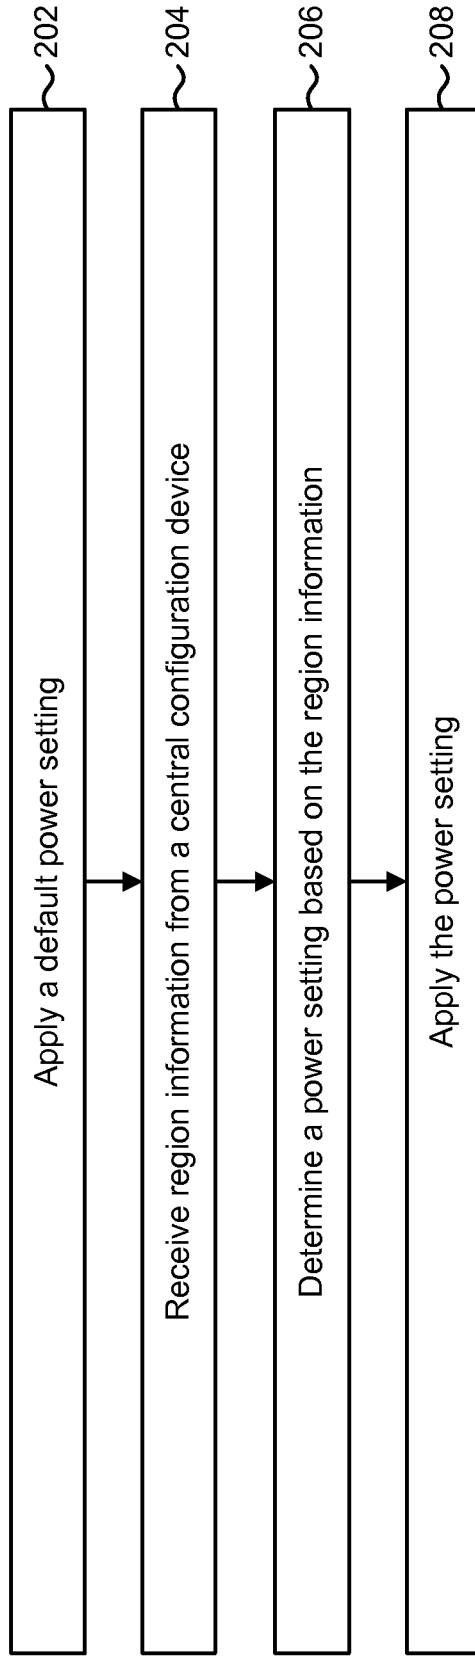 Apply a default power setting
202
Receive region information from a central configuration device
204
Determine a power setting based on the region information
206
Apply the power setting
208